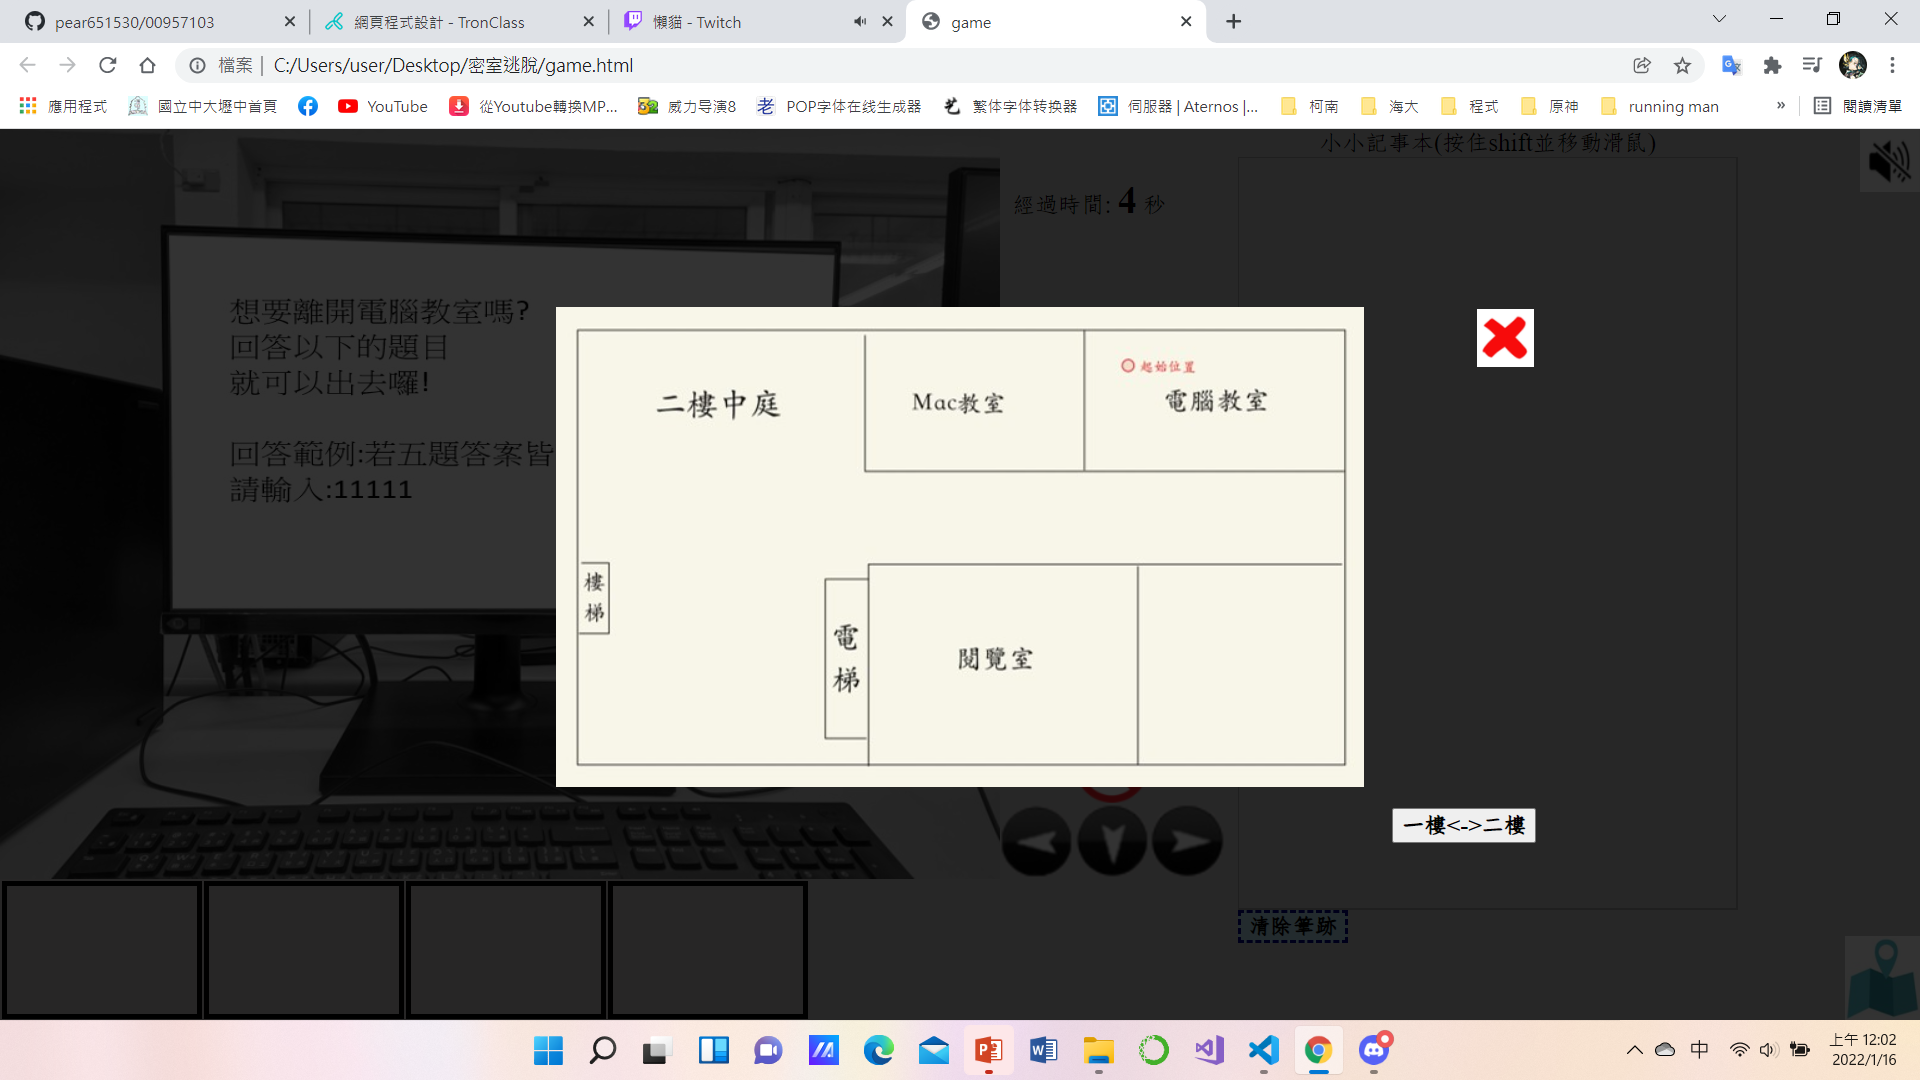 pear651530/00957103
網頁程式設計 - TronClass
懶貓 - Twitch
game
檔案
C:/Users/user/Desktop/密室逃脫/game.html
應用程式
國立中大壢中首頁
YouTube
從Youtube轉換MP...
威力导演8
老
POP字体在线生成器
繁体字体转换器
伺服器 | Aternos |...
柯南
海大
程式
原神
running man
»
閱讀清單
小小記事本(按住shift並移動滑鼠)
經過時間: 4 秒
想要離開電腦教室嗎?
回答以下的題目
就可以出去囉!
回答範例:若五題答案皆
請輸入:11111
二樓中庭
Mac教室
起始位置
電腦教室
樓梯
電梯
閱覽室
一樓<->二樓
清除筆跡
中
上午 12:02
2022/1/16